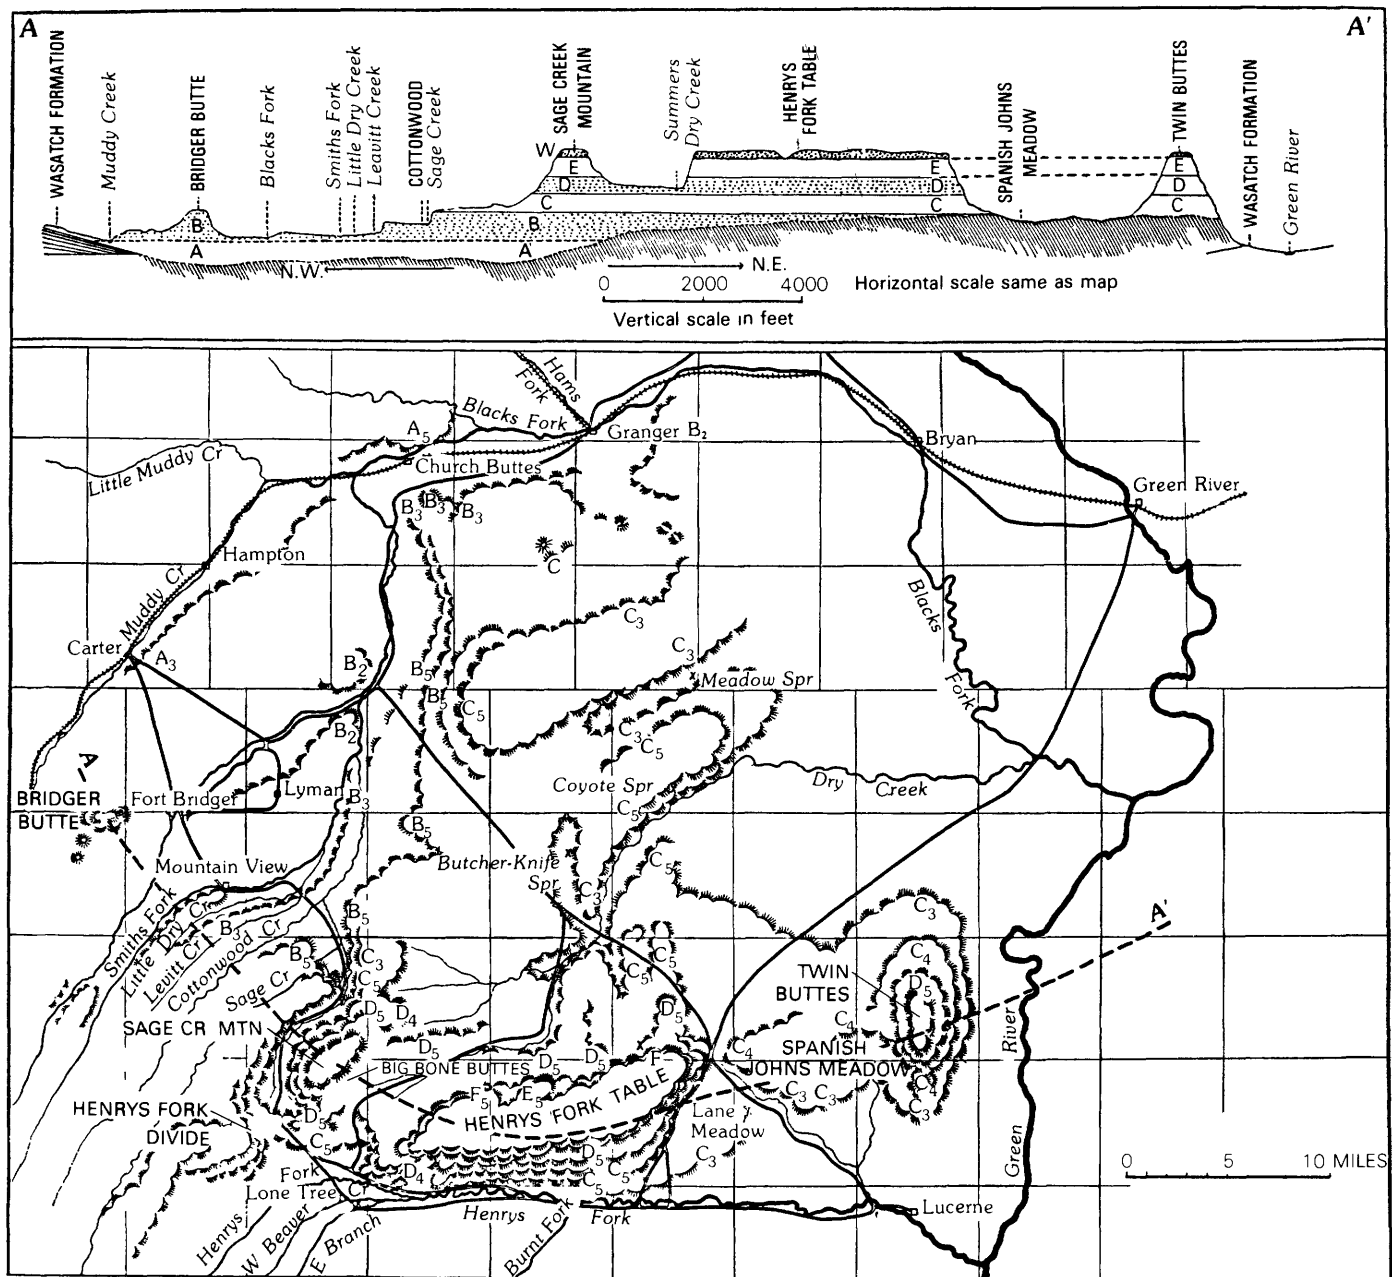 A
A'
WASATCH FORMATION
Muddy Creek
BRIDGER BUTTE
Blacks Fork
Smiths Fork
Little Dry Creek
Leavitt Creek
COTTONWOOD
Sage Creek
SAGE CREEK
MOUNTAIN
Summers
Dry Creek
HENRYS
FORK TABLE
SPANISH JOHNS
MEADOW
TWIN BUTTES
WASATCH FORMATION
Green River
W
E
D
C
B
A
B
A
E
D
C
E
D
C
N.W.
N.E.
0 2000 4000
Horizontal scale same as map
Vertical scale in feet
Hams
Fork
Blacks Fork
A5
Granger B2
Bryan
Little Muddy Cr
Church Buttes
Green River
B3
B3
B3
Hampton
C
Muddy Cr
Blacks
Fork
C3
Carter
A3
B2
C3
B5
Meadow Spr
B5
C5
B2
C3
C5
A
Coyote Spr
Dry
Creek
BRIDGER
BUTTE
Fort Bridger
Lyman
B3
C5
B5
Butcher-Knife
Spr
C5
Mountain View
C3
C3
A'
Smiths Fork
Little Dry Cr
B3
Levitt Cr
Cottonwood Cr
B5
B5
C3
C5
C5
C5
C4
Sage Cr
TWIN
BUTTES
D5
SAGE CR MTN
D5
D4
D5
C4
River
D5
D5
D5
F
C4
SPANISH
JOHNS MEADOW
BIG BONE BUTTES
F5
E5
HENRYS FORK TABLE
C3
C3
C4
C3
HENRYS FORK
DIVIDE
D5
C5
Lane
Meadow
C3
Green
D5
C5
C5
D4
C
0 5 10 MILES
Fork
Lone Tree
Cr
Henrys
W Beaver
E Branch
Henrys
Fork
Burnt Fork
Lucerne